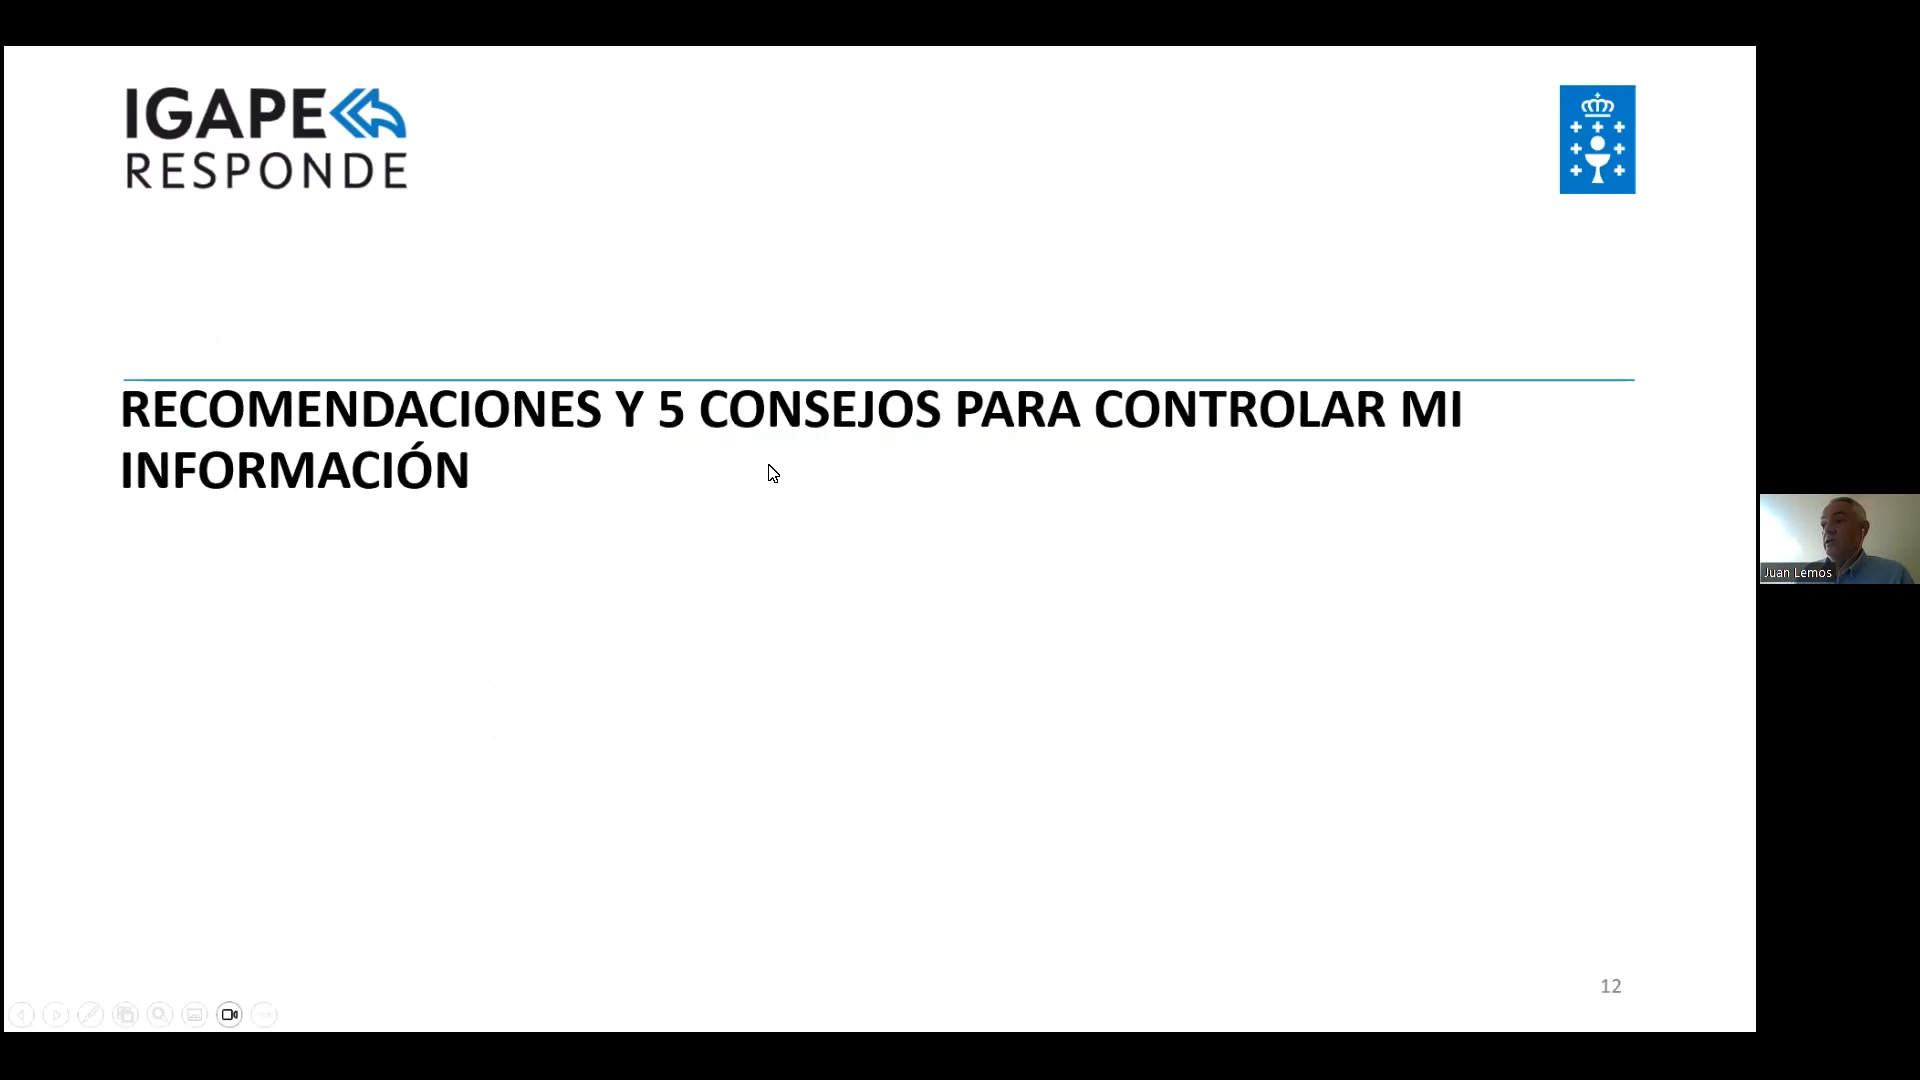 IGAPE
RESPONDE
RECOMENDACIONES Y 5 CONSEJOS PARA CONTROLAR MI
INFORMACIÓN
Juan Lemos
12